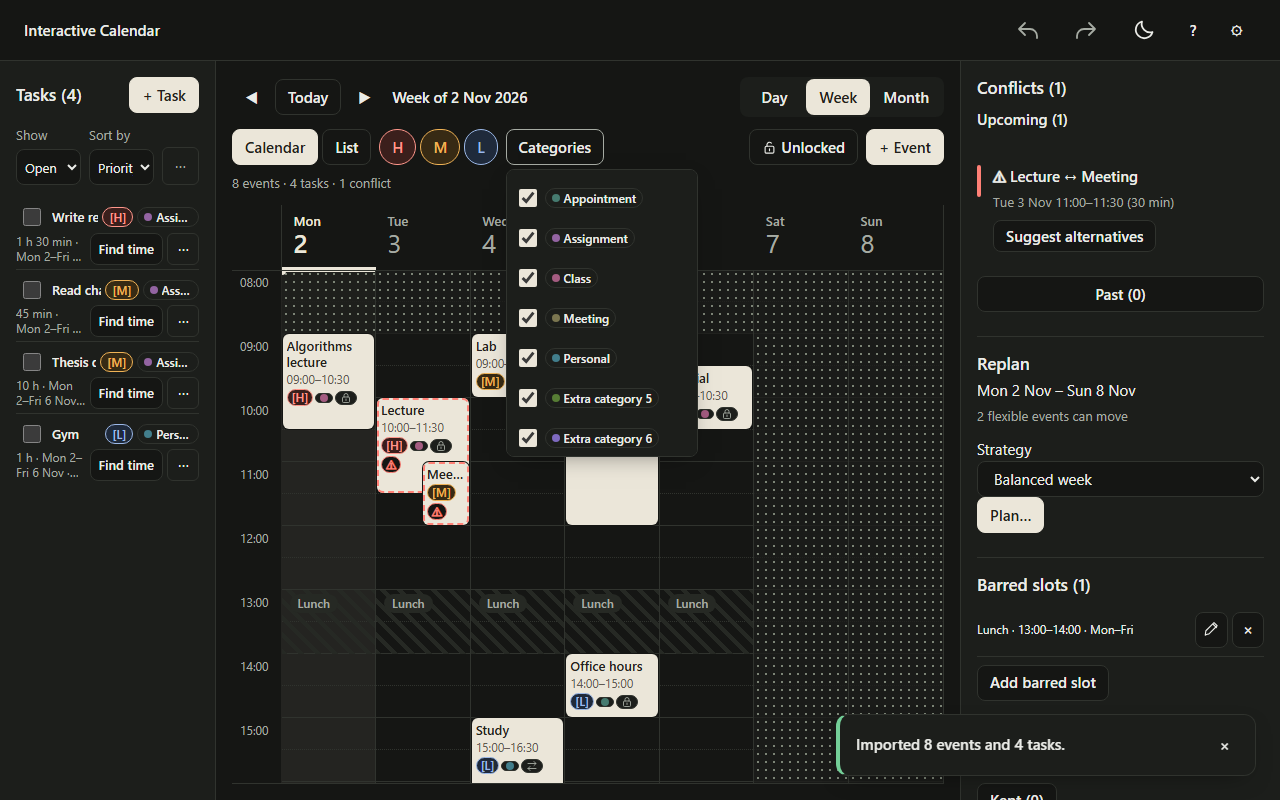 Interactive Calendar
?
Tasks (4)
+ Task
Show
Sort by
Open
Priorit
...
Write re [H] Assi...
1 h 30 min ·
Mon 2–Fri ...
Find time
...
Read cha [M] Ass...
45 min ·
Mon 2–Fri ...
Find time
...
Thesis c [M] Assi...
10 h · Mon
2–Fri 6 Nov...
Find time
...
Gym [L] Pers...
1 h · Mon 2–
Fri 6 Nov ·...
Find time
...
Today
Week of 2 Nov 2026
Day
Week
Month
Calendar
List
H
M
L
Categories
Unlocked
+ Event
8 events · 4 tasks · 1 conflict
Appointment
Assignment
Class
Meeting
Personal
Extra category 5
Extra category 6
Mon
2
Tue
3
Wed
4
Sat
7
Sun
8
08:00
09:00
10:00
11:00
12:00
13:00
14:00
15:00
Algorithms
lecture
09:00–10:30
[H]
Lecture
10:00–11:30
[H]
Mee...
[M]
Lab
09:00
[M]
ial
10:30
Lunch
Lunch
Lunch
Lunch
Lunch
Office hours
14:00–15:00
[L]
Study
15:00–16:30
[L]
Conflicts (1)
Upcoming (1)
Lecture ↔ Meeting
Tue 3 Nov 11:00–11:30 (30 min)
Suggest alternatives
Past (0)
Replan
Mon 2 Nov – Sun 8 Nov
2 flexible events can move
Strategy
Balanced week
Plan...
Barred slots (1)
Lunch · 13:00–14:00 · Mon–Fri
×
Add barred slot
Imported 8 events and 4 tasks.
×
Kept (0)